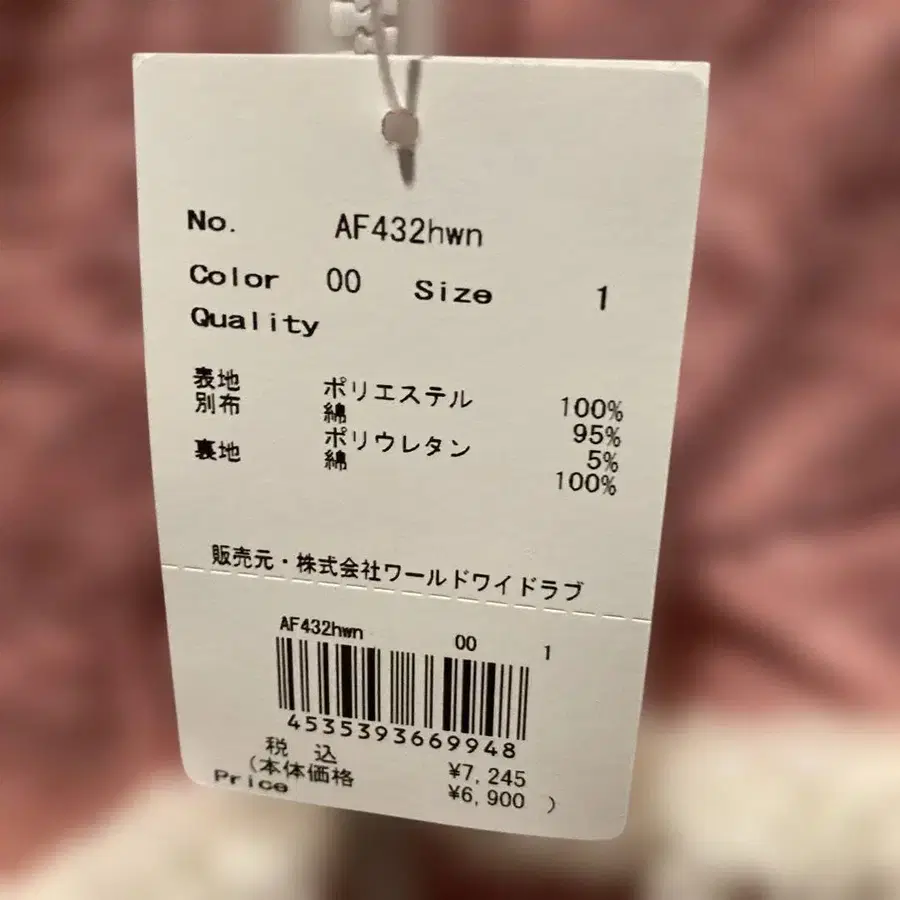 No. AF432hwn
Color 00 Size 1
Quality
表地 ポリエステル 100%
別布 綿 95%
ポリウレタン 5%
裏地 綿 100%
販売元・株式会社ワールドワイドラブ
AF432hwn 00 1
4535393669948
税込 ¥7,245
(本体価格 ¥6,900 )
Price